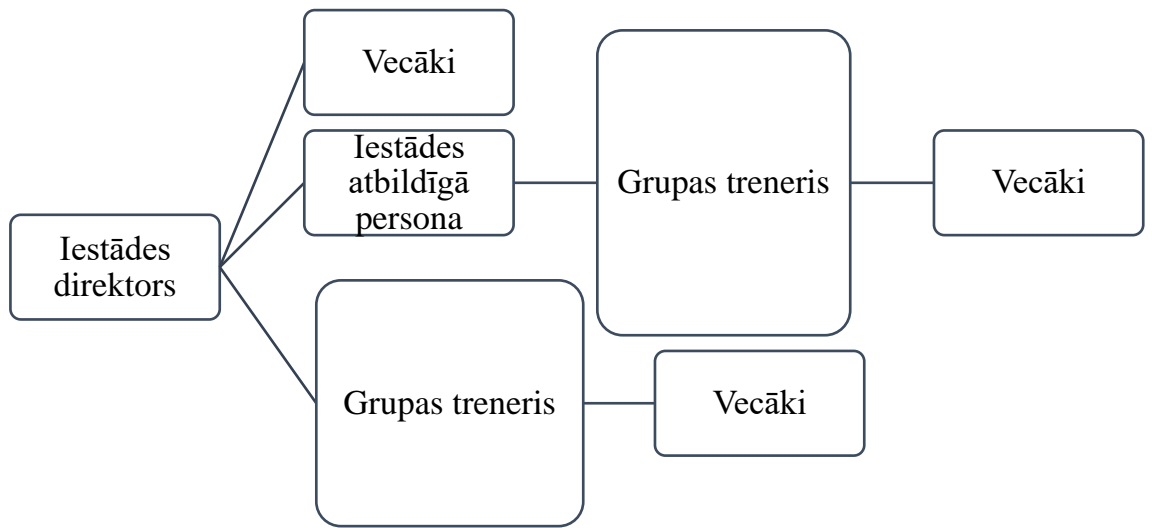 Vecāki
Iestādes
atbildīgā
persona
Grupas treneris
Vecāki
Iestādes
direktors
Grupas treneris
Vecāki